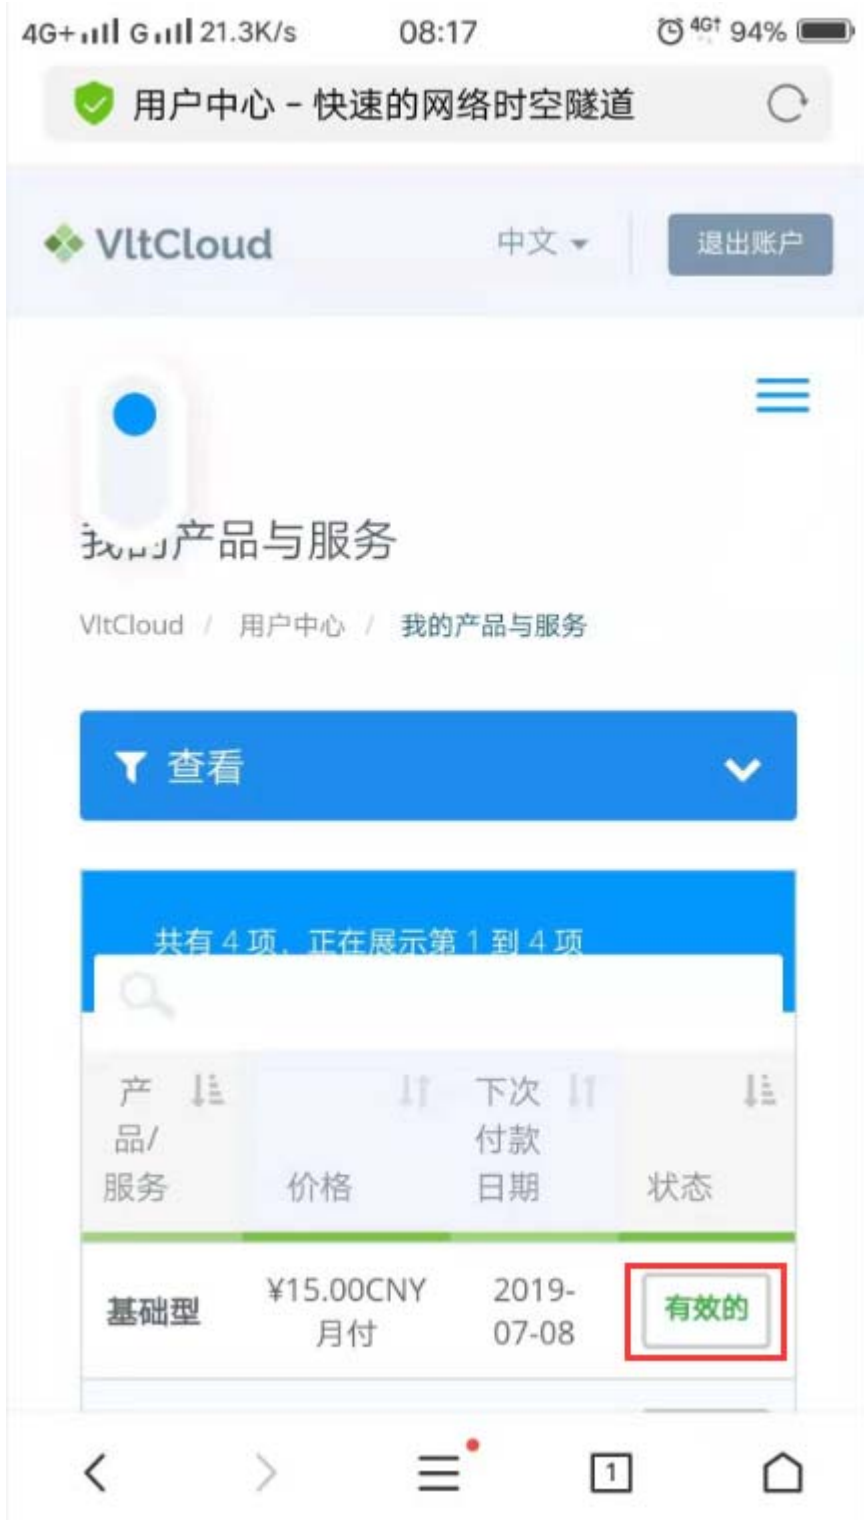 4G+ G 21.3K/s 08:17 4G 94%
用户中心 – 快速的网络时空隧道
VltCloud 中文 退出账户
我的产品与服务
VltCloud / 用户中心 / 我的产品与服务
查看
共有 4 项，正在展示第 1 到 4 项
产品/服务 价格 下次付款日期 状态
基础型 ¥15.00CNY 月付 2019-07-08 有效的
1